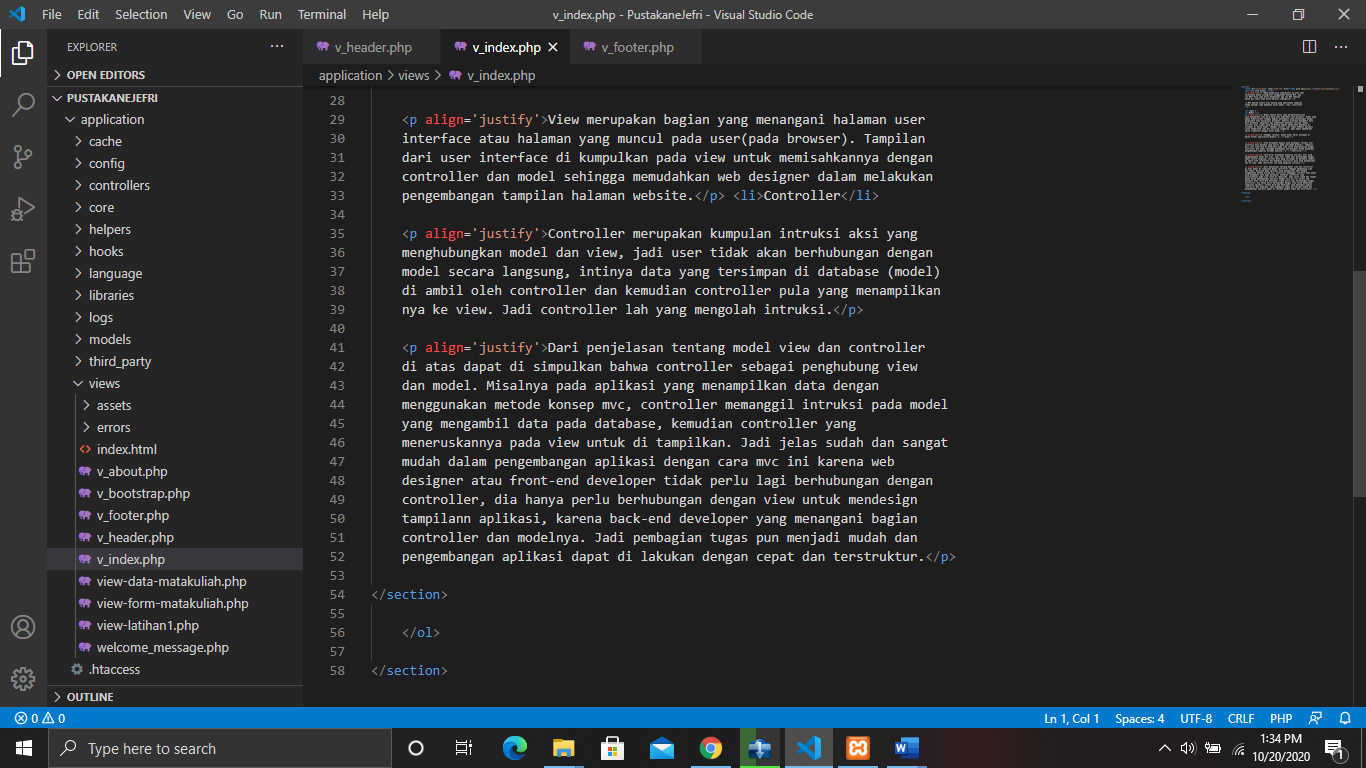 File Edit Selection View Go Run Terminal Help v_index.php - PustakaneJefri - Visual Studio Code
EXPLORER
OPEN EDITORS
PUSTAKANEJEFRI
application
cache
config
controllers
core
helpers
hooks
language
libraries
logs
models
third_party
views
assets
errors
index.html
v_about.php
v_bootstrap.php
v_footer.php
v_header.php
v_index.php
view-data-matakuliah.php
view-form-matakuliah.php
view-latihan1.php
welcome_message.php
.htaccess
OUTLINE
v_header.php v_index.php v_footer.php
application > views > v_index.php
28
29 <p align='justify'>View merupakan bagian yang menangani halaman user
30 interface atau halaman yang muncul pada user(pada browser). Tampilan
31 dari user interface di kumpulkan pada view untuk memisahkannya dengan
32 controller dan model sehingga memudahkan web designer dalam melakukan
33 pengembangan tampilan halaman website.</p> <li>Controller</li>
34
35 <p align='justify'>Controller merupakan kumpulan intruksi aksi yang
36 menghubungkan model dan view, jadi user tidak akan berhubungan dengan
37 model secara langsung, intinya data yang tersimpan di database (model)
38 di ambil oleh controller dan kemudian controller pula yang menampilkan
39 nya ke view. Jadi controller lah yang mengolah intruksi.</p>
40
41 <p align='justify'>Dari penjelasan tentang model view dan controller
42 di atas dapat di simpulkan bahwa controller sebagai penghubung view
43 dan model. Misalnya pada aplikasi yang menampilkan data dengan
44 menggunakan metode konsep mvc, controller memanggil intruksi pada model
45 yang mengambil data pada database, kemudian controller yang
46 meneruskannya pada view untuk di tampilkan. Jadi jelas sudah dan sangat
47 mudah dalam pengembangan aplikasi dengan cara mvc ini karena web
48 designer atau front-end developer tidak perlu lagi berhubungan dengan
49 controller, dia hanya perlu berhubungan dengan view untuk mendesign
50 tampilann aplikasi, karena back-end developer yang menangani bagian
51 controller dan modelnya. Jadi pembagian tugas pun menjadi mudah dan
52 pengembangan aplikasi dapat di lakukan dengan cepat dan terstruktur.</p>
53
54 </section>
55
56 </ol>
57
58 </section>
0 0 Ln 1, Col 1 Spaces: 4 UTF-8 CRLF PHP
Type here to search
1:34 PM
10/20/2020
1